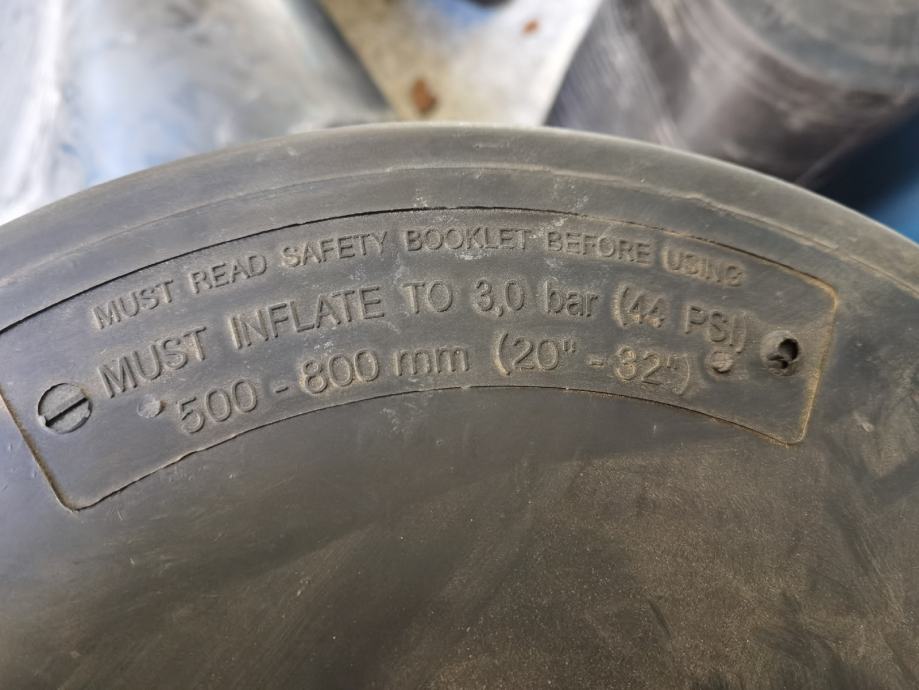 MUST READ SAFETY BOOKLET BEFORE USING
MUST INFLATE TO 3,0 bar (44 PSI)
500 - 800 mm (20" - 32")